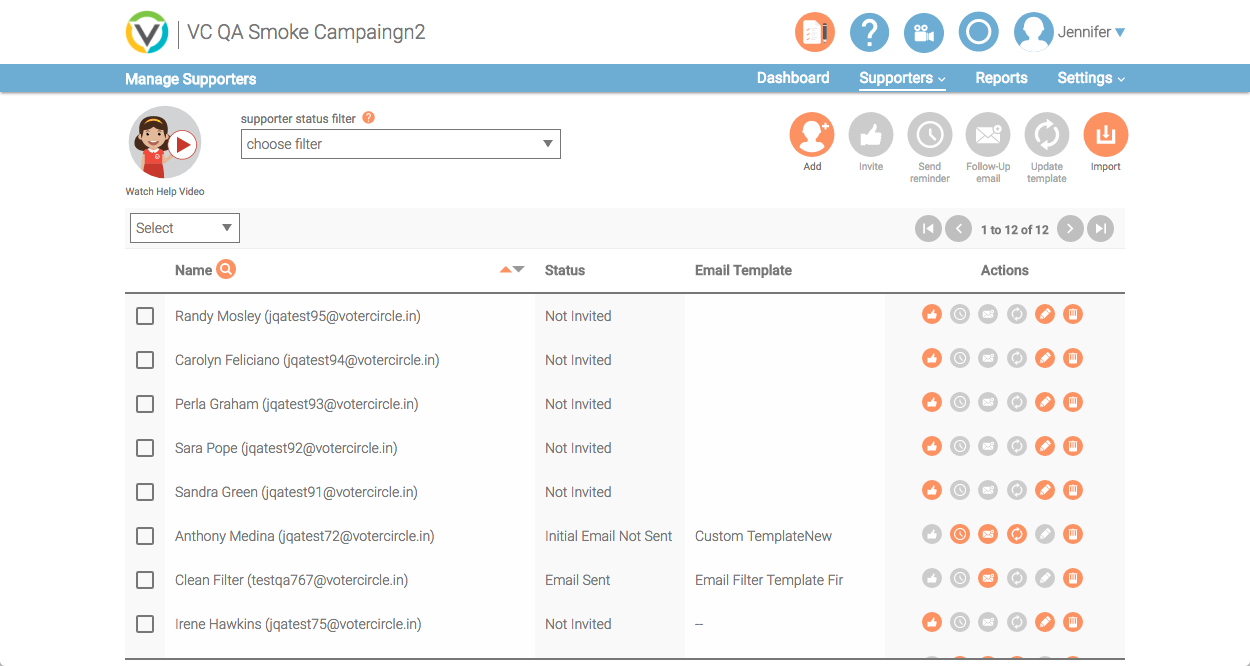 VC QA Smoke Campaingn2
Jennifer
Manage Supporters
Dashboard
Supporters
Reports
Settings
supporter status filter ?
choose filter
Watch Help Video
Add
Invite
Send
reminder
Follow-Up
email
Update
template
Import
Select
1 to 12 of 12
Name
Status
Email Template
Actions
Randy Mosley (jqatest95@votercircle.in) Not Invited
Carolyn Feliciano (jqatest94@votercircle.in) Not Invited
Perla Graham (jqatest93@votercircle.in) Not Invited
Sara Pope (jqatest92@votercircle.in) Not Invited
Sandra Green (jqatest91@votercircle.in) Not Invited
Anthony Medina (jqatest72@votercircle.in) Initial Email Not Sent Custom TemplateNew
Clean Filter (testqa767@votercircle.in) Email Sent Email Filter Template Fir
Irene Hawkins (jqatest75@votercircle.in) Not Invited --